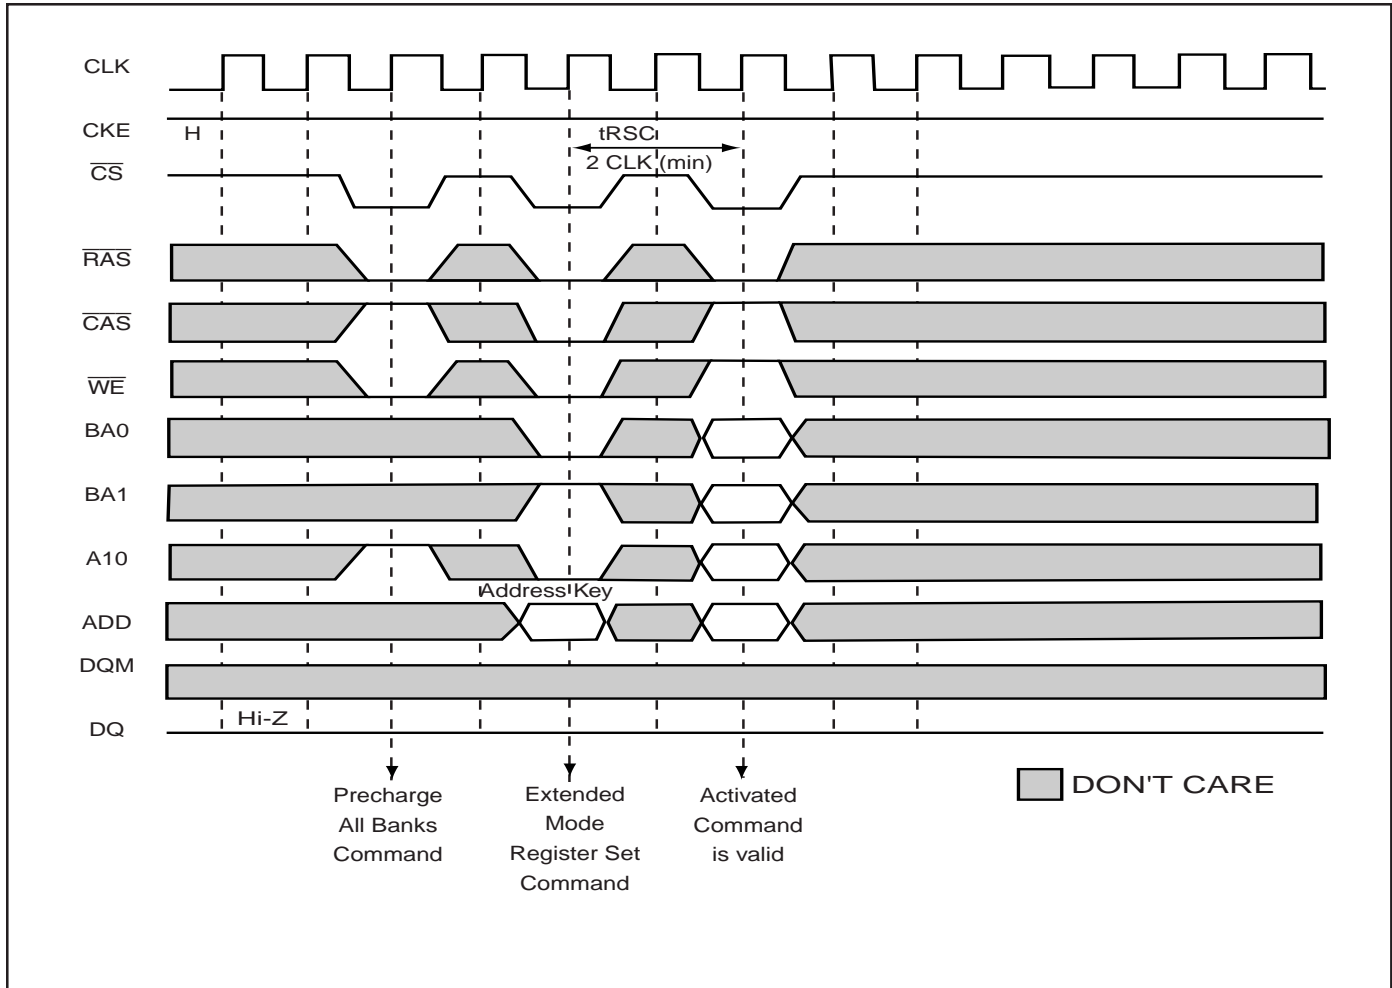 CLK
CKE
H
tRSC
2 CLK (min)
CS
RAS
CAS
WE
BA0
BA1
A10
Address Key
ADD
DQM
Hi-Z
DQ
Precharge
All Banks
Command
Extended
Mode
Register Set
Command
Activated
Command
is valid
DON'T CARE